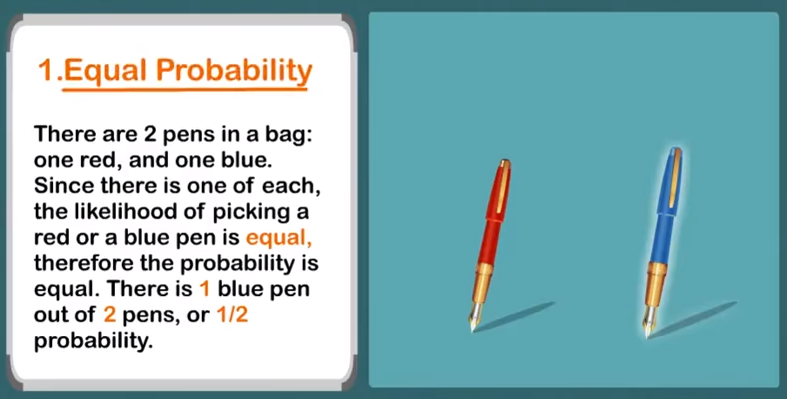 1.Equal Probability
There are 2 pens in a bag:
one red, and one blue.
Since there is one of each,
the likelihood of picking a
red or a blue pen is equal,
therefore the probability is
equal. There is 1 blue pen
out of 2 pens, or 1/2
probability.